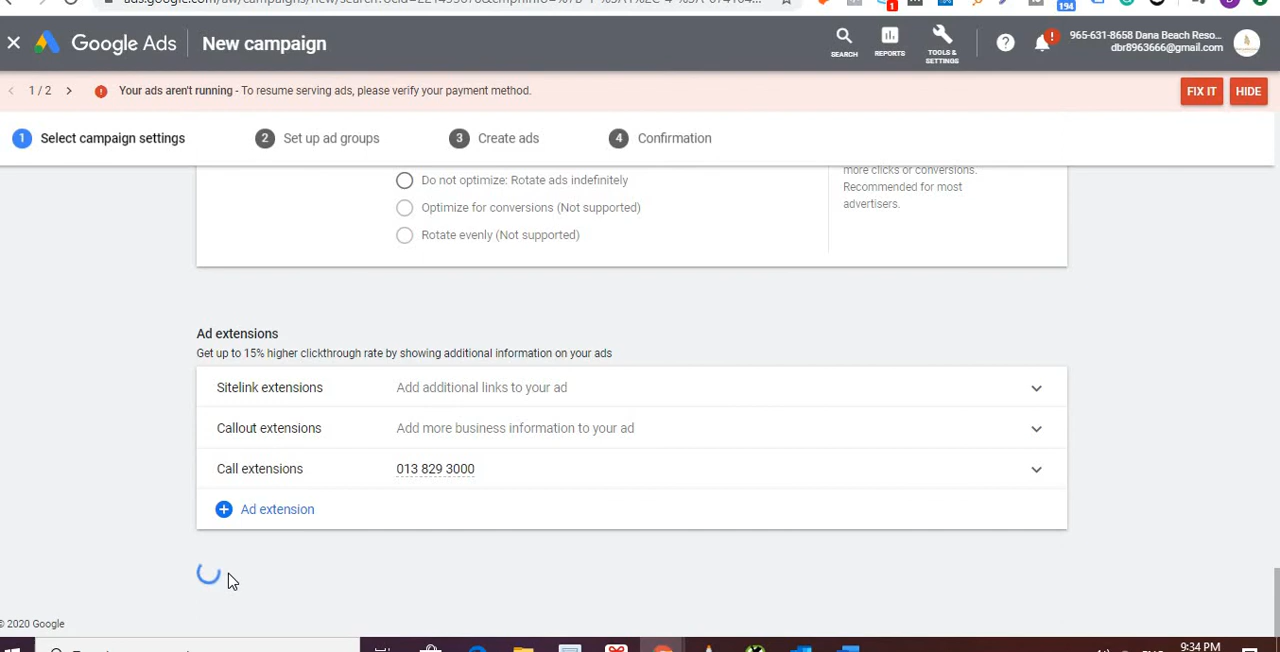 194
1
Google Ads New campaign
SEARCH
REPORTS
TOOLS & SETTINGS
965-631-8658 Dana Beach Reso...
dbr8963666@gmail.com
1 / 2
Your ads aren't running - To resume serving ads, please verify your payment method.
FIX IT
HIDE
1 Select campaign settings
2 Set up ad groups
3 Create ads
4 Confirmation
Do not optimize: Rotate ads indefinitely
Optimize for conversions (Not supported)
Rotate evenly (Not supported)
more clicks or conversions.
Recommended for most
advertisers.
Ad extensions
Get up to 15% higher clickthrough rate by showing additional information on your ads
Sitelink extensions Add additional links to your ad
Callout extensions Add more business information to your ad
Call extensions 013 829 3000
Ad extension
© 2020 Google
9:34 PM